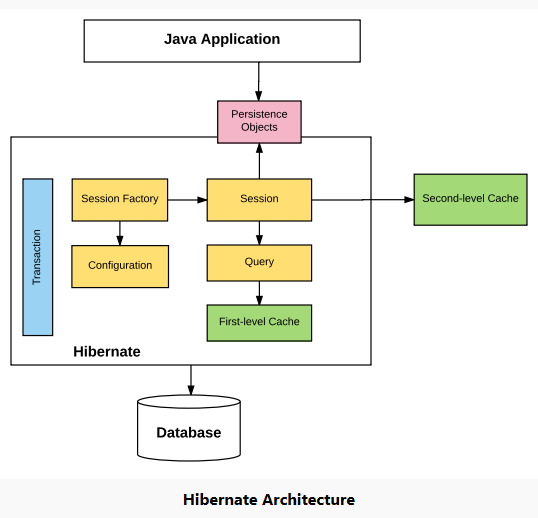 Java Application
Persistence
Objects
Transaction
Session Factory
Session
Second-level Cache
Configuration
Query
First-level Cache
Hibernate
Database
Hibernate Architecture